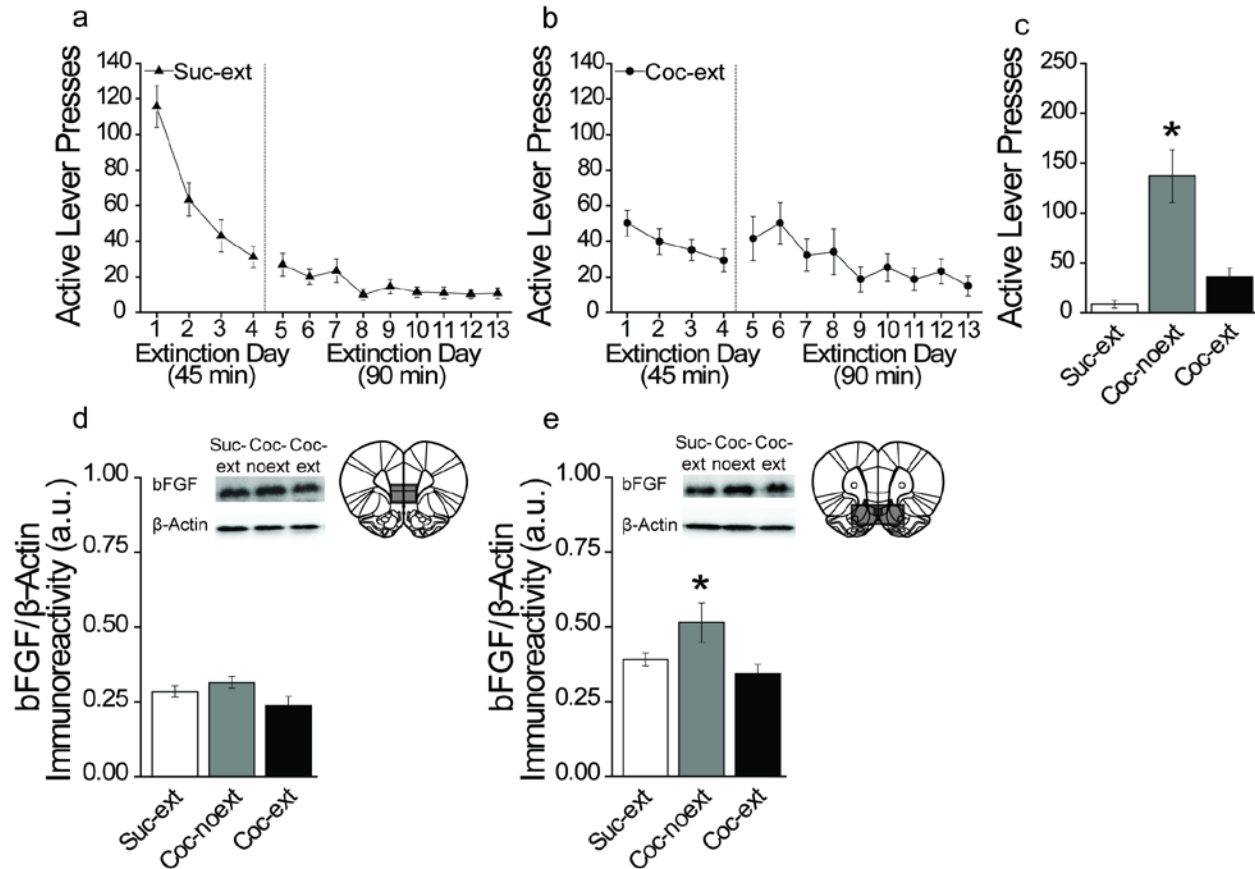 a
Active Lever Presses
140
120
100
80
60
40
20
0
Suc-ext
1 2 3 4 5 6 7 8 9 10 11 12 13
Extinction Day Extinction Day
(45 min) (90 min)
b
Active Lever Presses
140
120
100
80
60
40
20
0
Coc-ext
1 2 3 4 5 6 7 8 9 10 11 12 13
Extinction Day Extinction Day
(45 min) (90 min)
c
Active Lever Presses
250
200
150
100
50
0
*
Suc-ext
Coc-noext
Coc-ext
d
bFGF/β-Actin
Immunoreactivity (a.u.)
1.00
0.75
0.50
0.25
0.00
Suc- Coc- Coc-
ext noext ext
bFGF
β-Actin
Suc-ext
Coc-noext
Coc-ext
e
bFGF/β-Actin
Immunoreactivity (a.u.)
1.00
0.75
0.50
0.25
0.00
Suc- Coc- Coc-
ext noext ext
bFGF
β-Actin
*
Suc-ext
Coc-noext
Coc-ext